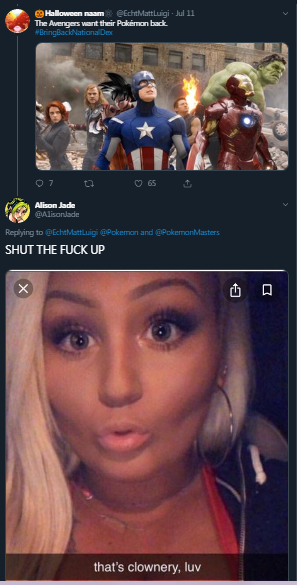 🎃Halloween naam🕷 @EchtMattLuigi · Jul 11
The Avengers want their Pokémon back.
#BringBackNationalDex
7
65
Alison Jade
@A1isonJade
Replying to @EchtMattLuigi @Pokemon and @PokemonMasters
SHUT THE FUCK UP
that's clownery, luv